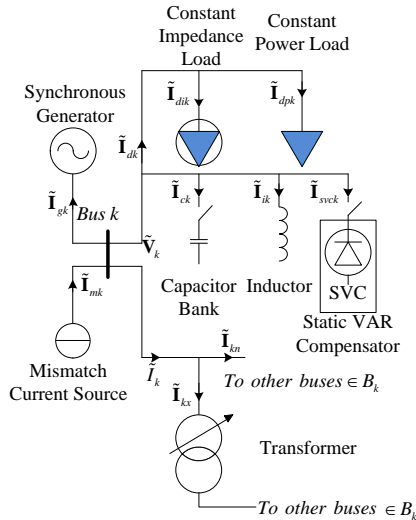 Constant
Impedance
Load
Constant
Power Load
Synchronous
Generator
Ĩ_dik
Ĩ_dpk
Ĩ_dk
Ĩ_gk
Bus k
Ṽ_k
Ĩ_ck
Ĩ_ik
Ĩ_svck
Capacitor
Bank
Inductor
SVC
Static VAR
Compensator
Ĩ_mk
Mismatch
Current Source
Ĩ_k
Ĩ_kn
To other buses ∈ B_k
Ĩ_kx
Transformer
To other buses ∈ B_k